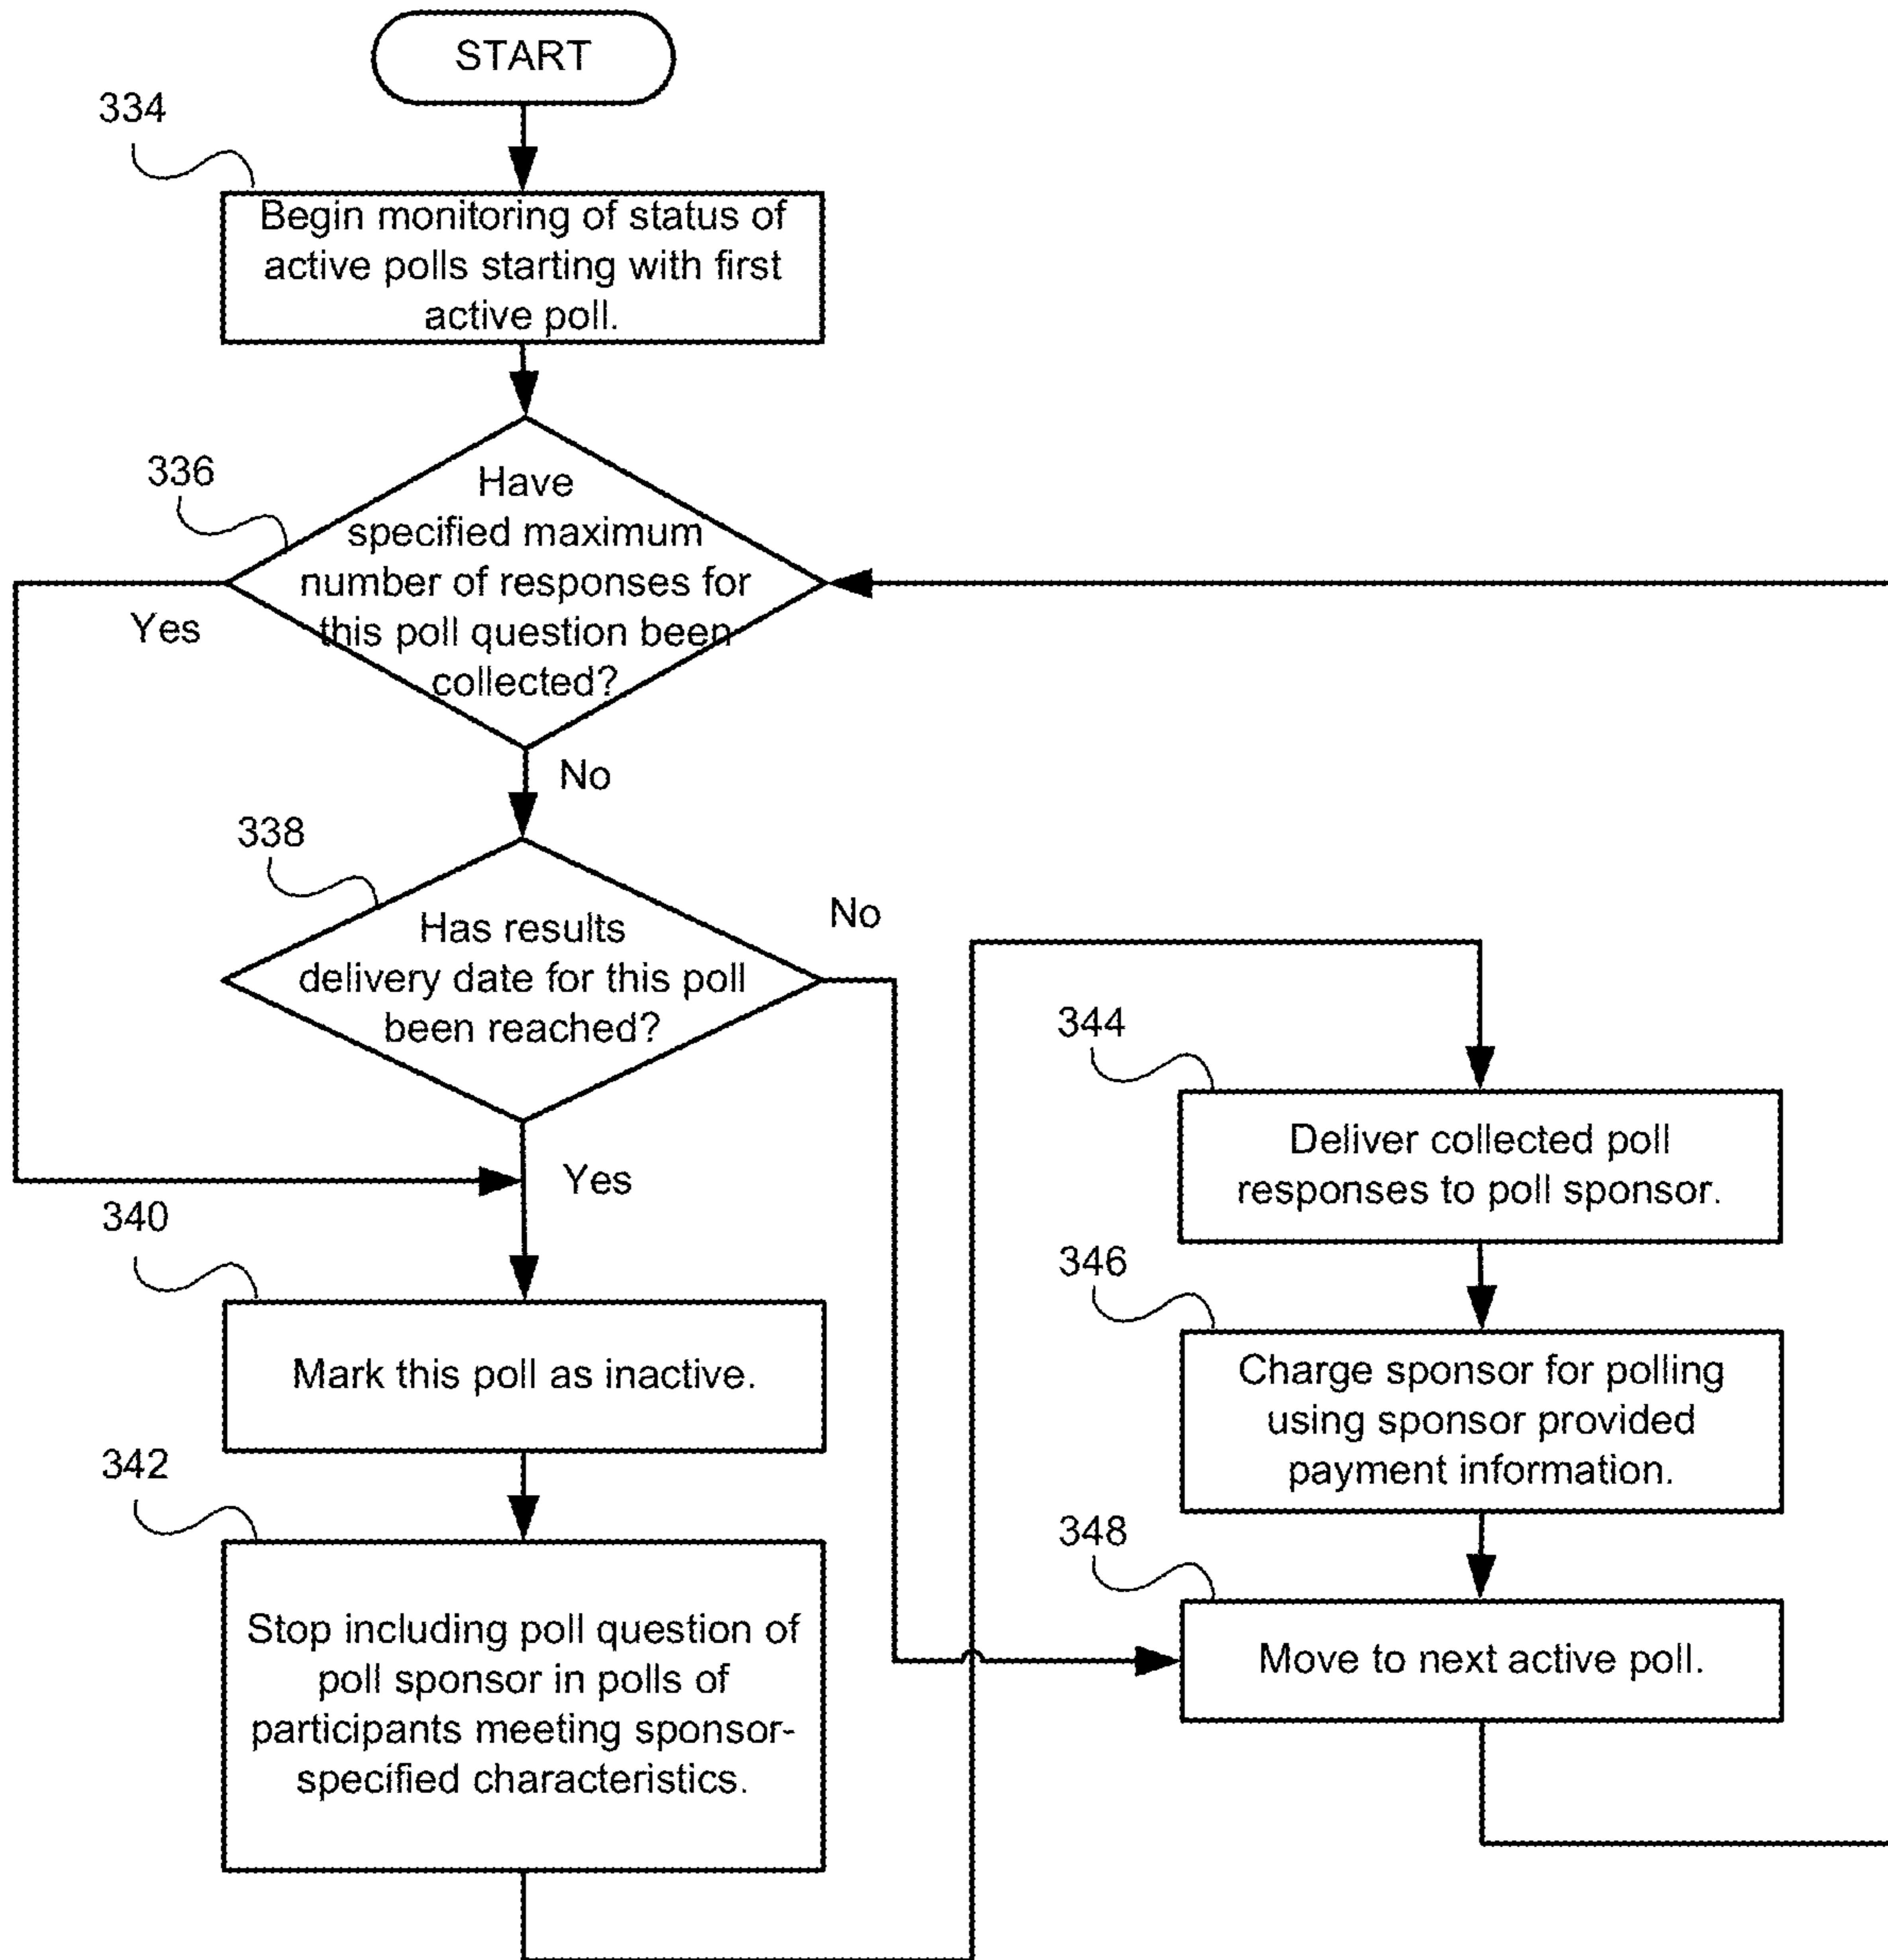 START
334
Begin monitoring of status of
active polls starting with first
active poll.
336
Have
specified maximum
number of responses for
this poll question been
collected?
Yes
No
338
Has results
delivery date for this poll
been reached?
No
Yes
340
Mark this poll as inactive.
342
Stop including poll question of
poll sponsor in polls of
participants meeting sponsor-
specified characteristics.
344
Deliver collected poll
responses to poll sponsor.
346
Charge sponsor for polling
using sponsor provided
payment information.
348
Move to next active poll.